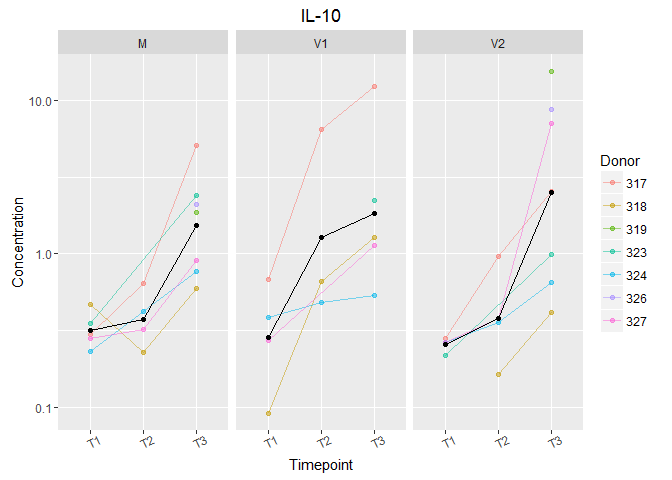 IL-10
M V1 V2
Concentration
10.0
1.0
0.1
T1 T2 T3 T1 T2 T3 T1 T2 T3
Timepoint
Donor
317
318
319
323
324
326
327